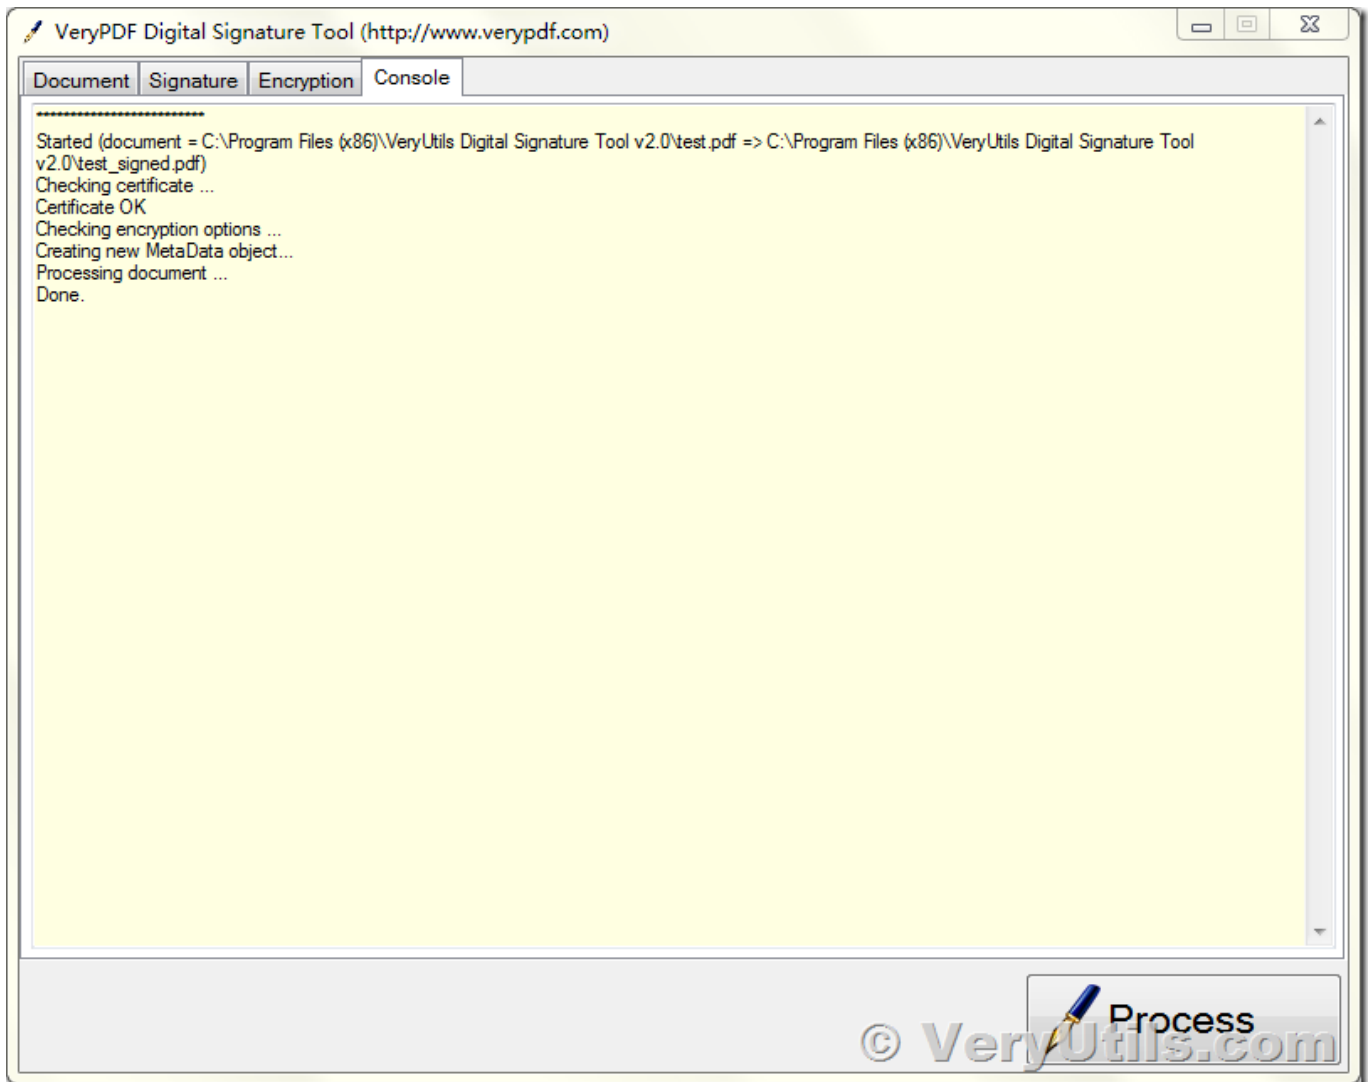 VeryPDF Digital Signature Tool (http://www.verypdf.com)
Document Signature Encryption Console
*************************
Started (document = C:\Program Files (x86)\VeryUtils Digital Signature Tool v2.0\test.pdf => C:\Program Files (x86)\VeryUtils Digital Signature Tool
v2.0\test_signed.pdf)
Checking certificate ...
Certificate OK
Checking encryption options ...
Creating new MetaData object...
Processing document ...
Done.
Process
© VeryUtils.com